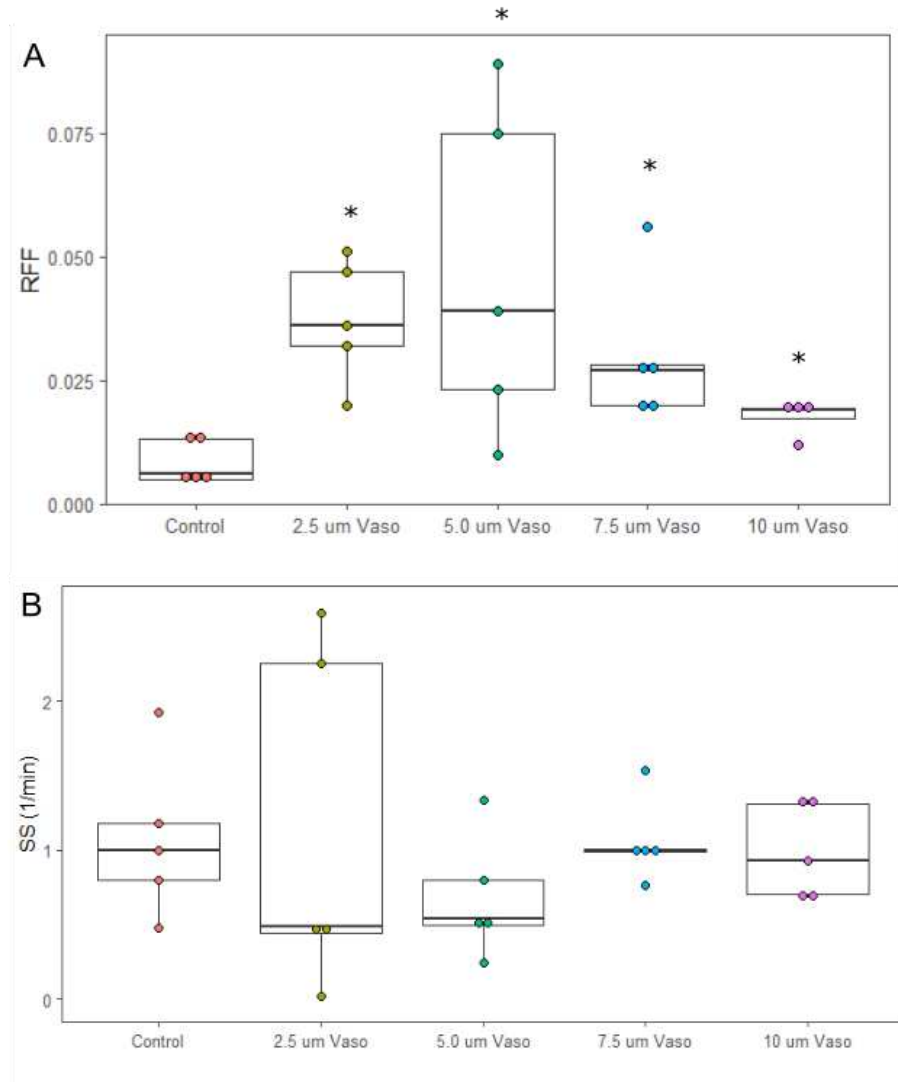 *
A
0.075
*
*
RFF
0.050
*
0.025
0.000
Control 2.5 um Vaso 5.0 um Vaso 7.5 um Vaso 10 um Vaso
B
2
SS (1/min)
1
0
Control 2.5 um Vaso 5.0 um Vaso 7.5 um Vaso 10 um Vaso